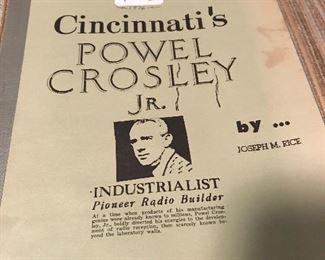 Cincinnati's
POWEL
CROSLEY
JR.
by ...
JOSEPH M. RICE
INDUSTRIALIST
Pioneer Radio Builder
At a time when products of his manufacturing
genius were already known to millions, Powel Cros-
ley, Jr., boldly diverted his energies to the develop-
ment of radio reception, then scarcely known be-
yond the laboratory walls.